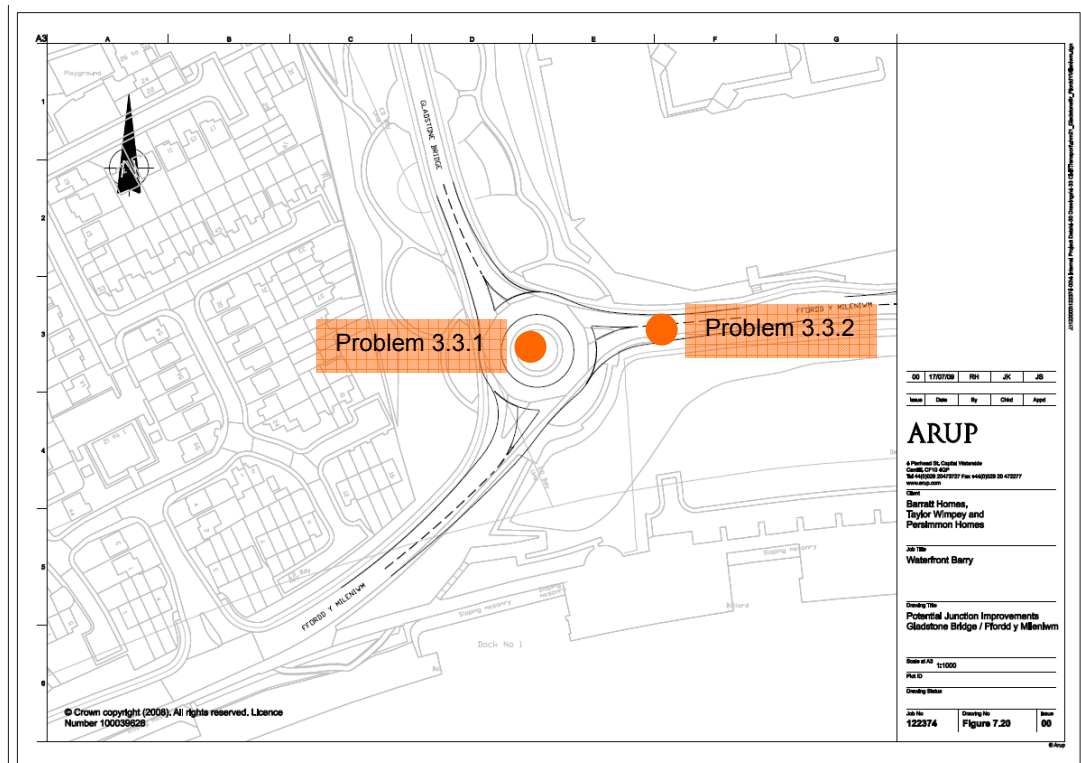 A3
A
B
C
D
E
F
G
1
2
3
4
5
6
Playground
GLADSTONE BRIDGE
FFORDD Y MILENIWM
Problem 3.3.1
Problem 3.3.2
FFORDD Y MILENIWM
Sloping masonry
Sloping masonry
Bollard
Dock No 1
© Crown copyright (2008). All rights reserved. Licence
Number 100039628
00 17/07/09 RH JK JS
Issue Date By Chkd Appd
ARUP
4 Pierhead St, Capital Waterside
Cardiff, CF10 4QP
www.arup.com
Client
Barratt Homes,
Taylor Wimpey and
Persimmon Homes
Job Title
Waterfront Barry
Drawing Title
Potential Junction Improvements
Gladstone Bridge / Ffordd y Mileniwm
Scale at A3 1:1000
Plot ID
Drawing Status
Job No Drawing No Issue
122374 Figure 7.20 00
© Arup